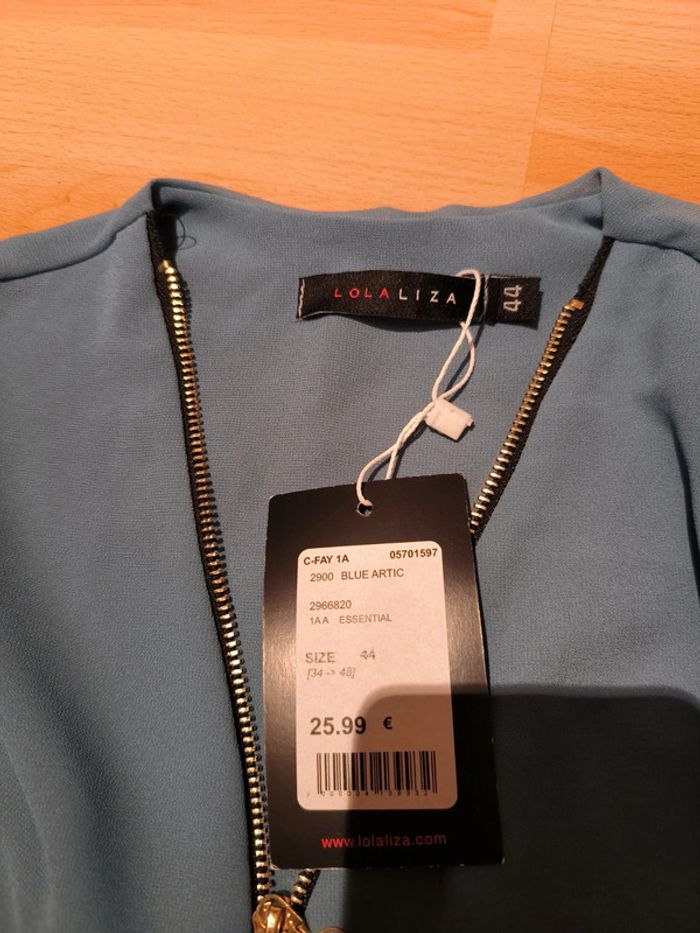 LOLALIZA 44
C-FAY 1A 05701597
2900 BLUE ARTIC
2966820
1AA ESSENTIAL
SIZE 44
[34 -> 48]
25.99 €
www.lolaliza.com